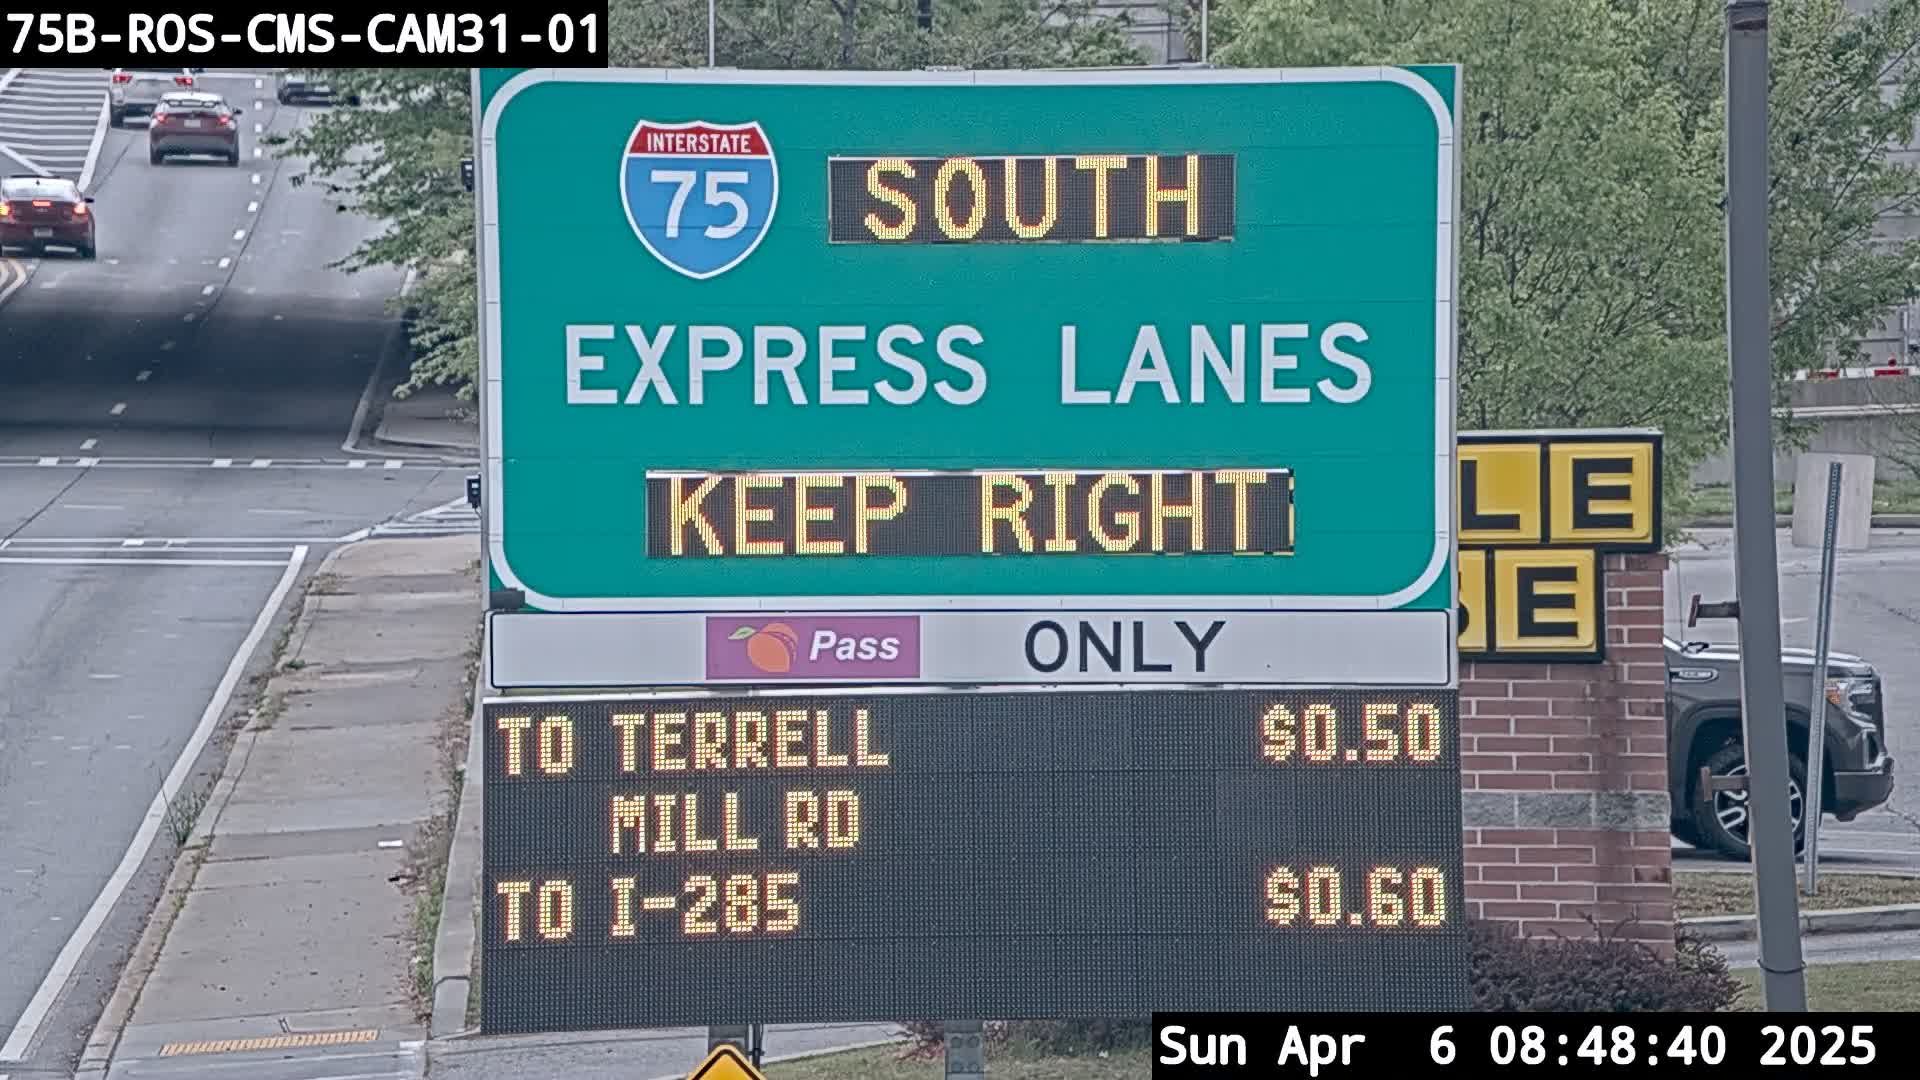 75B-ROS-CMS-CAM31-01
INTERSTATE
75
SOUTH
EXPRESS LANES
KEEP RIGHT
Pass ONLY
TO TERRELL $0.50
MILL RD
TO I-285 $0.60
LE
E
Sun Apr 6 08:48:40 2025